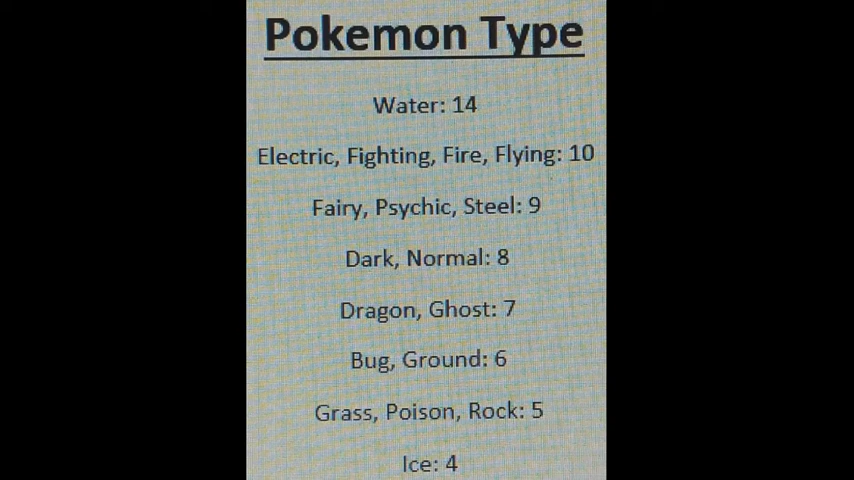 Pokemon Type
Water: 14
Electric, Fighting, Fire, Flying: 10
Fairy, Psychic, Steel: 9
Dark, Normal: 8
Dragon, Ghost: 7
Bug, Ground: 6
Grass, Poison, Rock: 5
Ice: 4